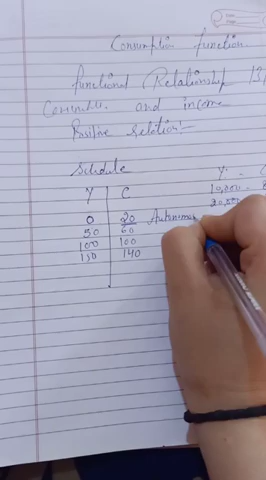 Consumption function
functional Relationship
and income
Positive relation:-
Schedule
Y C
0 20 Autonomous
50 60
100 100
150 140
Y -
10,000 -
20,000